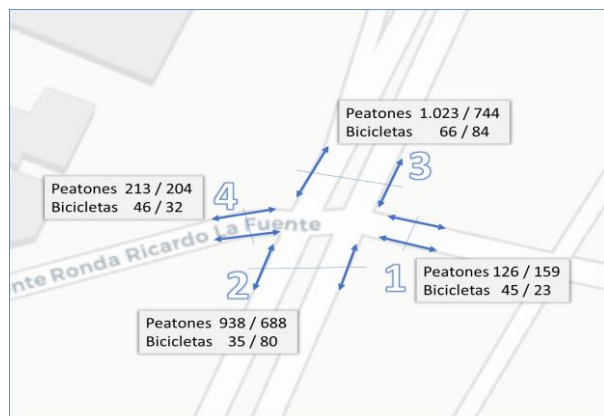 Peatones 1.023 / 744
Bicicletas 66 / 84
3
Peatones 213 / 204
Bicicletas 46 / 32
4
nte Ronda Ricardo La Fuente
2
1
Peatones 126 / 159
Bicicletas 45 / 23
Peatones 938 / 688
Bicicletas 35 / 80